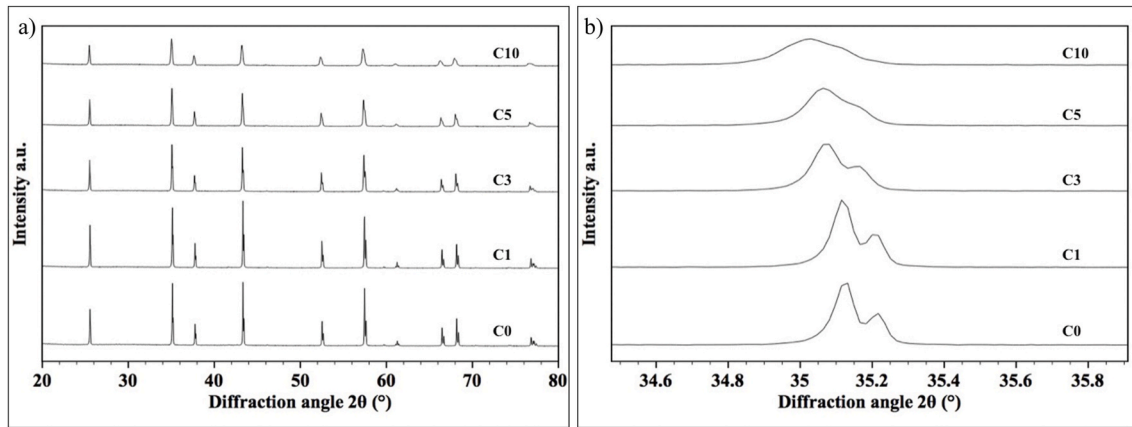 a)
C10
C5
C3
C1
C0
Intensity a.u.
20 30 40 50 60 70 80
Diffraction angle 2θ (°)
b)
C10
C5
C3
C1
C0
Intensity a.u.
34.6 34.8 35 35.2 35.4 35.6 35.8
Diffraction angle 2θ (°)